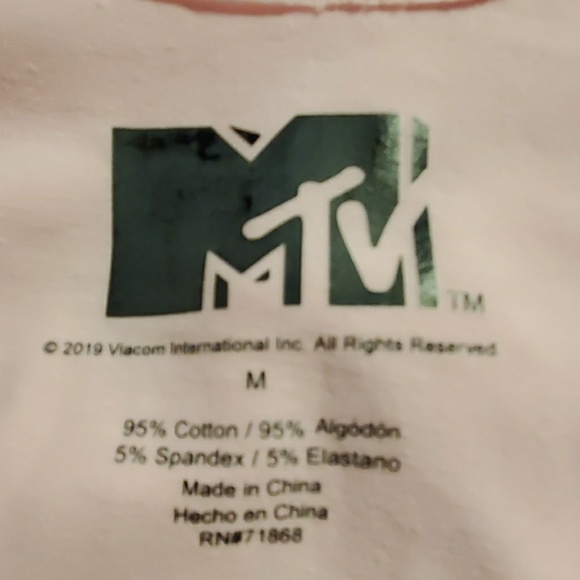 MTV TM
© 2019 Viacom International Inc. All Rights Reserved
M
95% Cotton / 95% Algodón
5% Spandex / 5% Elastano
Made in China
Hecho en China
RN#71868